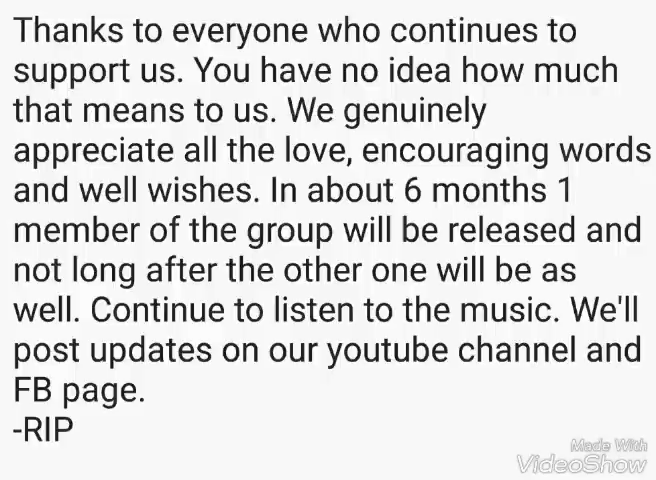 Thanks to everyone who continues to
support us. You have no idea how much
that means to us. We genuinely
appreciate all the love, encouraging words
and well wishes. In about 6 months 1
member of the group will be released and
not long after the other one will be as
well. Continue to listen to the music. We'll
post updates on our youtube channel and
FB page.
-RIP
Made With
VideoShow